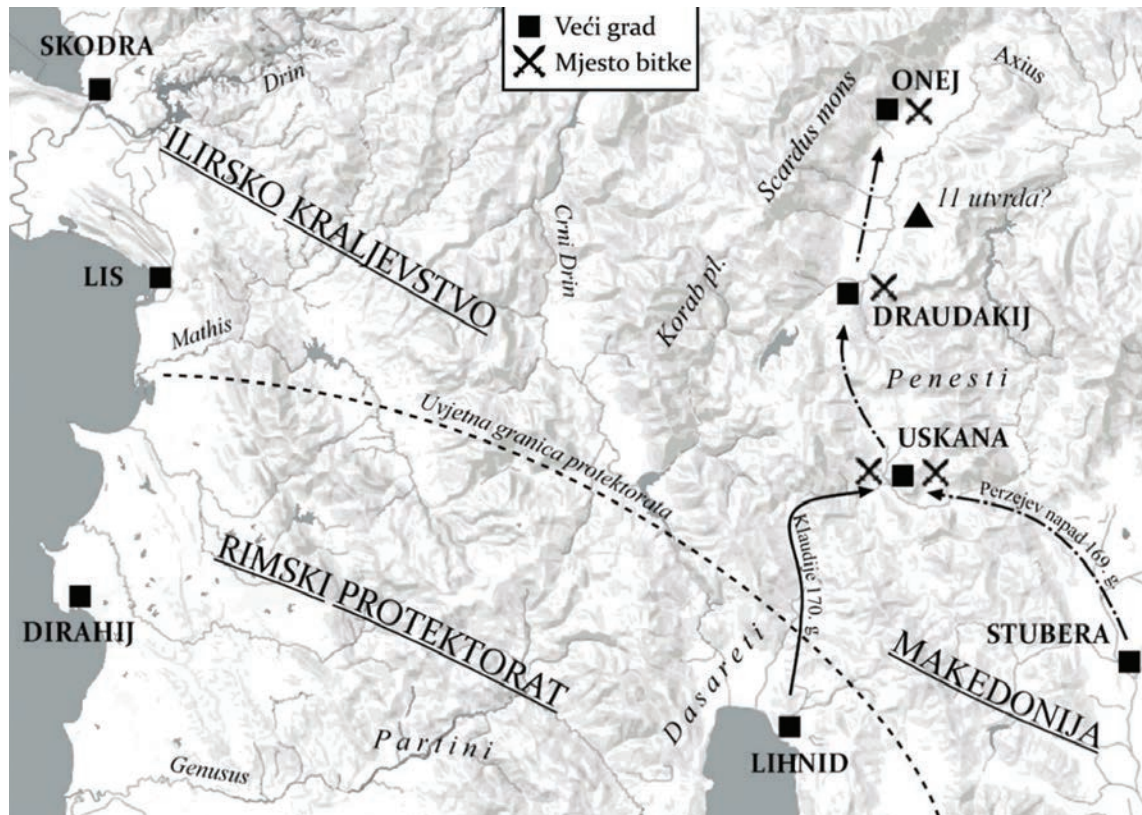 Veći grad
Mjesto bitke
SKODRA
Drin
ONEJ
Axius
Scardus mons
ILIRSKO KRALJEVSTVO
11 utvrda?
Crni Drin
LIS
Korab pl.
DRAUDAKIJ
Mathis
Penesti
Uvjetna granica protektorata
USKANA
Perzejev napad 169. g.
Klaudije 170. g.
RIMSKI PROTEKTORAT
DIRAHIJ
STUBERA
Dasareti
MAKEDONIJA
Partini
LIHNID
Genusus